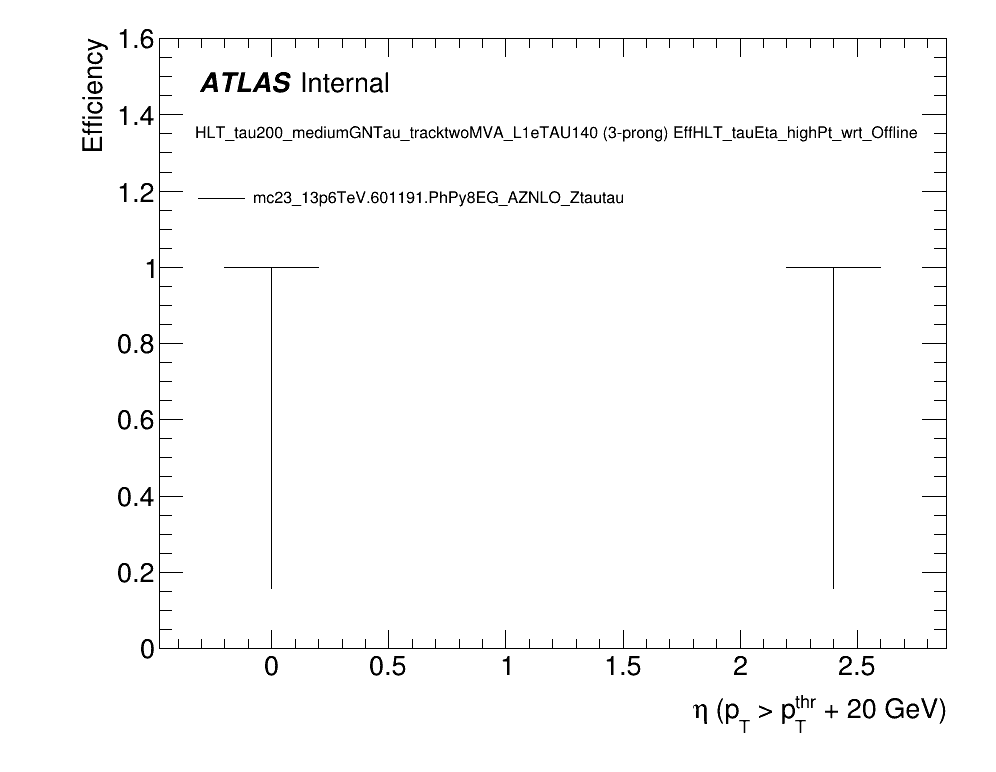 Efficiency
1.6
1.4
1.2
1
0.8
0.6
0.4
0.2
0
ATLAS Internal
HLT_tau200_mediumGNTau_tracktwoMVA_L1eTAU140 (3-prong) EffHLT_tauEta_highPt_wrt_Offline
mc23_13p6TeV.601191.PhPy8EG_AZNLO_Ztautau
0 0.5 1 1.5 2 2.5
η (p_T > p_T^thr + 20 GeV)